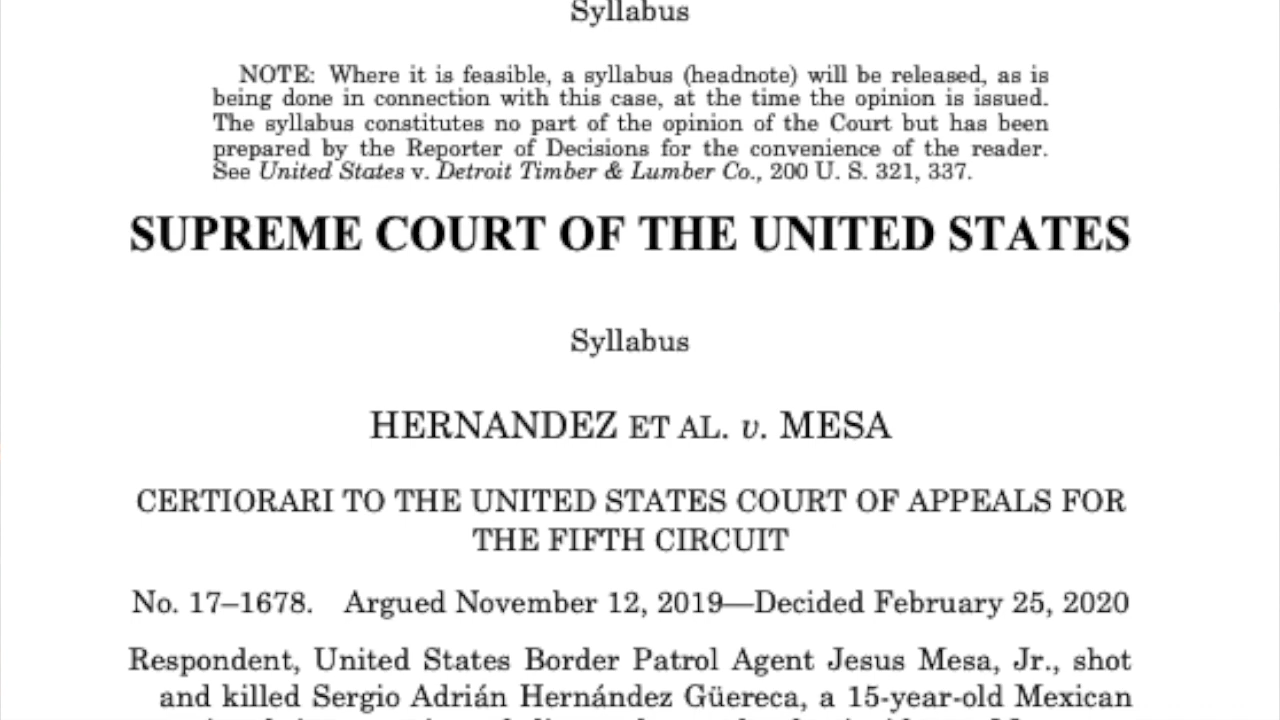 Syllabus
NOTE: Where it is feasible, a syllabus (headnote) will be released, as is
being done in connection with this case, at the time the opinion is issued.
The syllabus constitutes no part of the opinion of the Court but has been
prepared by the Reporter of Decisions for the convenience of the reader.
See United States v. Detroit Timber & Lumber Co., 200 U. S. 321, 337.
SUPREME COURT OF THE UNITED STATES
Syllabus
HERNANDEZ ET AL. v. MESA
CERTIORARI TO THE UNITED STATES COURT OF APPEALS FOR
THE FIFTH CIRCUIT
No. 17–1678. Argued November 12, 2019—Decided February 25, 2020
Respondent, United States Border Patrol Agent Jesus Mesa, Jr., shot
and killed Sergio Adrián Hernández Güereca, a 15-year-old Mexican